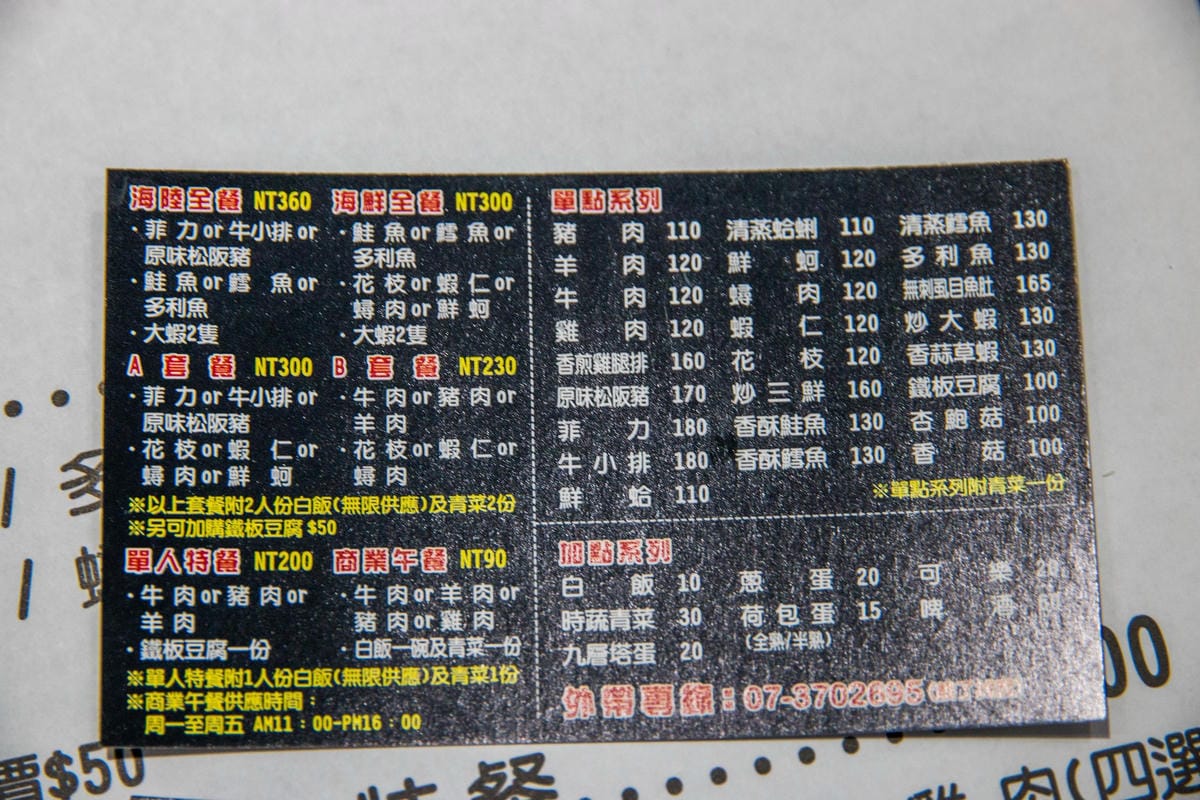 海陸全餐 NT360
・菲力or牛小排or
原味松阪豬
・鮭魚or鱈魚or
多利魚
・大蝦2隻
海鮮全餐 NT300
・鮭魚or鱈魚or
多利魚
・花枝or蝦仁or
蟳肉or鮮蚵
・大蝦2隻
A套餐 NT300
・菲力or牛小排or
原味松阪豬
・花枝or蝦仁or
蟳肉or鮮蚵
B套餐 NT230
・牛肉or豬肉or
羊肉
・花枝or蝦仁or
蟳肉
※以上套餐附2人份白飯(無限供應)及青菜2份
※另可加購鐵板豆腐$50
單人特餐 NT200
・牛肉or豬肉or
羊肉
・鐵板豆腐一份
商業午餐 NT90
・牛肉or羊肉or
豬肉or雞肉
・白飯一碗及青菜一份
※單人特餐附1人份白飯(無限供應)及青菜1份
※商業午餐供應時間：
周一至周五 AM11：00-PM16：00
單點系列
豬肉 110 清蒸蛤蜊 110 清蒸鱈魚 130
羊肉 120 鮮蚵 120 多利魚 130
牛肉 120 蟳肉 120 無刺虱目魚肚 165
雞肉 120 蝦仁 120 炒大蝦 130
香煎雞腿排 160 花枝 120 香蒜草蝦 130
原味松阪豬 170 炒三鮮 160 鐵板豆腐 100
菲力 180 香酥鮭魚 130 杏鮑菇 100
牛小排 180 香酥鱈魚 130 香菇 100
鮮蛤 110
※單點系列附青菜一份
加點系列
白飯 10 蔥蛋 20 可樂 20
時蔬青菜 30 荷包蛋 15 啤酒
(全熟/半熟)
九層塔蛋 20
外帶專線：07-3702695
價$50
特餐
雞肉(四選
00